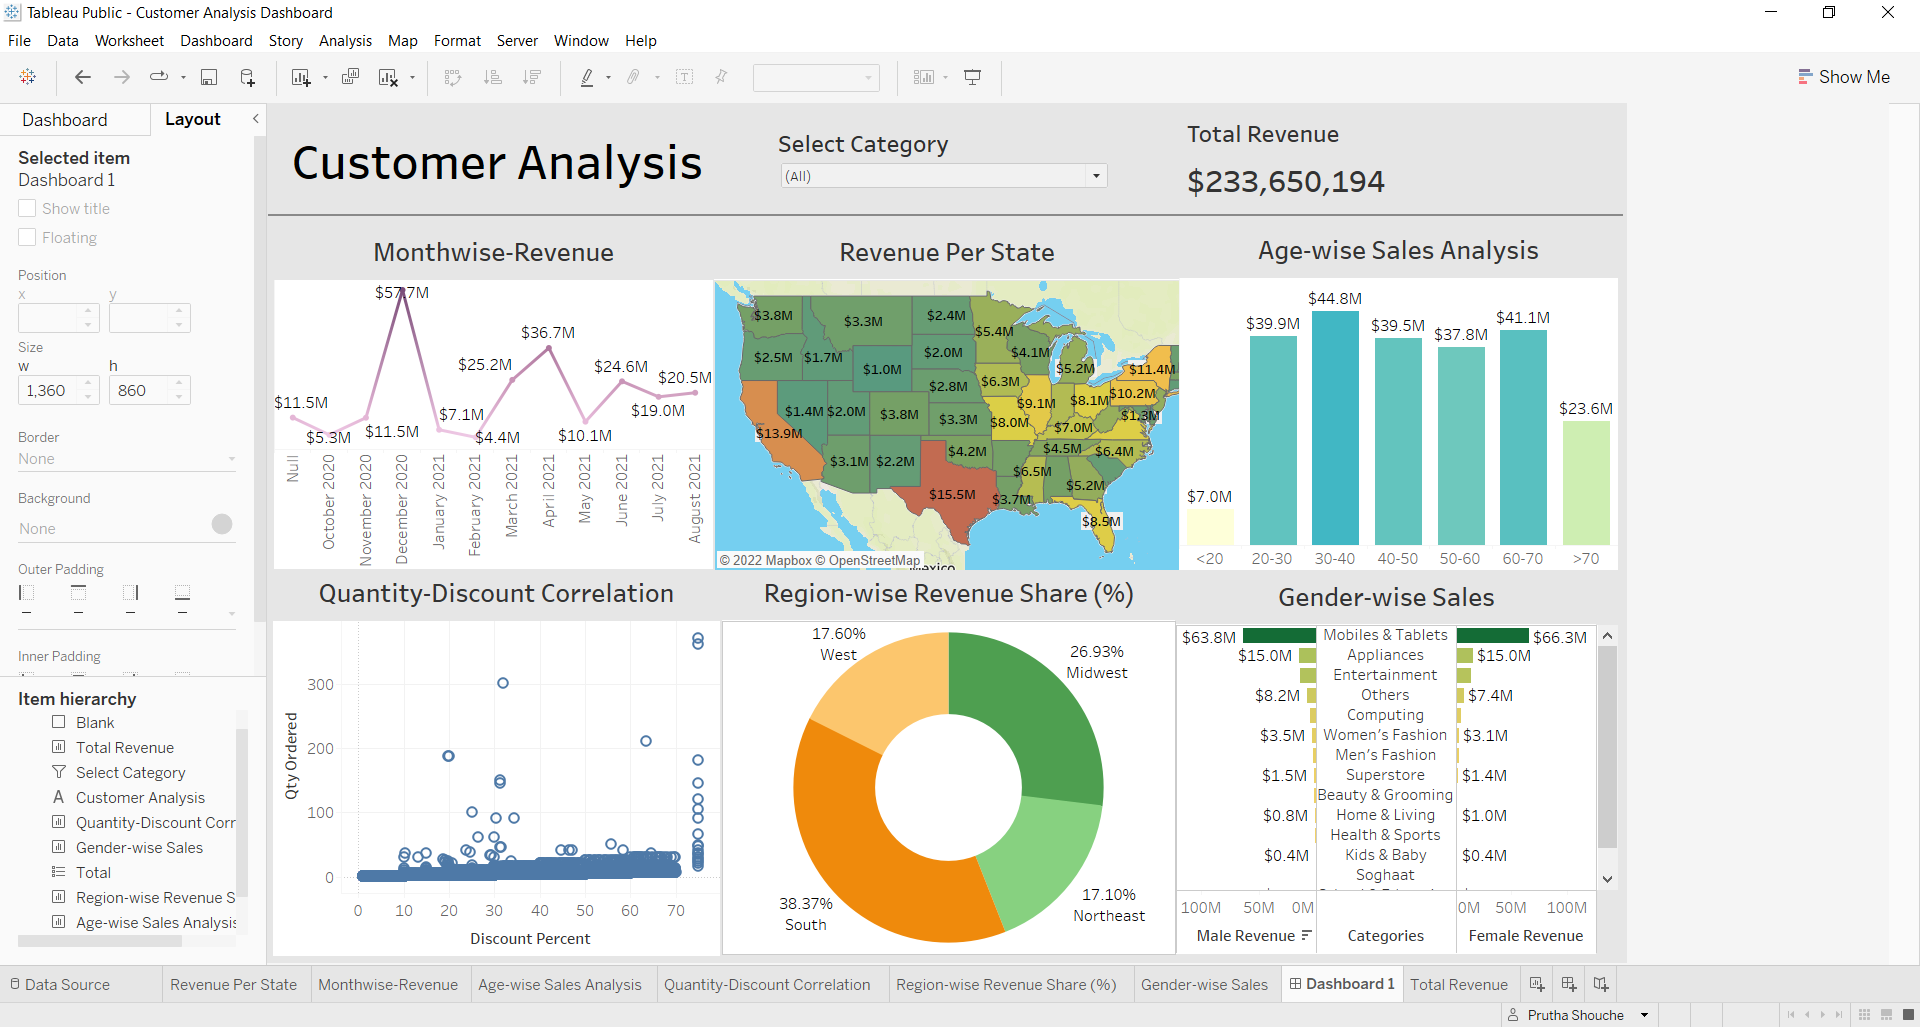 Tableau Public - Customer Analysis Dashboard
File Data Worksheet Dashboard Story Analysis Map Format Server Window Help
Show Me
Dashboard Layout
Selected item
Dashboard 1
Show title
Floating
Position
x y
Size
w h
1,360 860
Border
None
Background
None
Outer Padding
Inner Padding
Item hierarchy
Blank
Total Revenue
Select Category
Customer Analysis
Quantity-Discount Corr
Gender-wise Sales
Total
Region-wise Revenue S
Age-wise Sales Analysis
Customer Analysis
Select Category
(All)
Total Revenue
$233,650,194
Monthwise-Revenue
$57.7M
$36.7M
$25.2M
$24.6M
$20.5M
$11.5M
$7.1M
$19.0M
$5.3M
$11.5M
$4.4M
$10.1M
Null
October 2020
November 2020
December 2020
January 2021
February 2021
March 2021
April 2021
May 2021
June 2021
July 2021
August 2021
Revenue Per State
$3.8M $3.3M $2.4M $5.4M
$2.5M $1.7M $1.0M $2.0M $4.1M $5.2M $11.4M
$2.8M $6.3M $10.2M
$1.4M $2.0M $3.8M $3.3M $9.1M $8.1M $1.3M
$13.9M $8.0M $7.0M
$3.1M $2.2M $4.2M $4.5M $6.4M
$15.5M $6.5M $3.7M $5.2M
$8.5M
© 2022 Mapbox © OpenStreetMap
Mexico
Age-wise Sales Analysis
$44.8M
$39.9M $39.5M $37.8M $41.1M
$23.6M
$7.0M
<20 20-30 30-40 40-50 50-60 60-70 >70
Quantity-Discount Correlation
Qty Ordered
300
200
100
0
0 10 20 30 40 50 60 70
Discount Percent
Region-wise Revenue Share (%)
17.60%
West
26.93%
Midwest
38.37%
South
17.10%
Northeast
Gender-wise Sales
$63.8M Mobiles & Tablets $66.3M
$15.0M Appliances $15.0M
Entertainment
$8.2M Others $7.4M
Computing
$3.5M Women's Fashion $3.1M
Men's Fashion
$1.5M Superstore $1.4M
Beauty & Grooming
$0.8M Home & Living $1.0M
Health & Sports
$0.4M Kids & Baby $0.4M
Soghaat
100M 50M 0M 0M 50M 100M
Male Revenue Categories Female Revenue
Data Source Revenue Per State Monthwise-Revenue Age-wise Sales Analysis Quantity-Discount Correlation Region-wise Revenue Share (%) Gender-wise Sales Dashboard 1 Total Revenue
Prutha Shouche